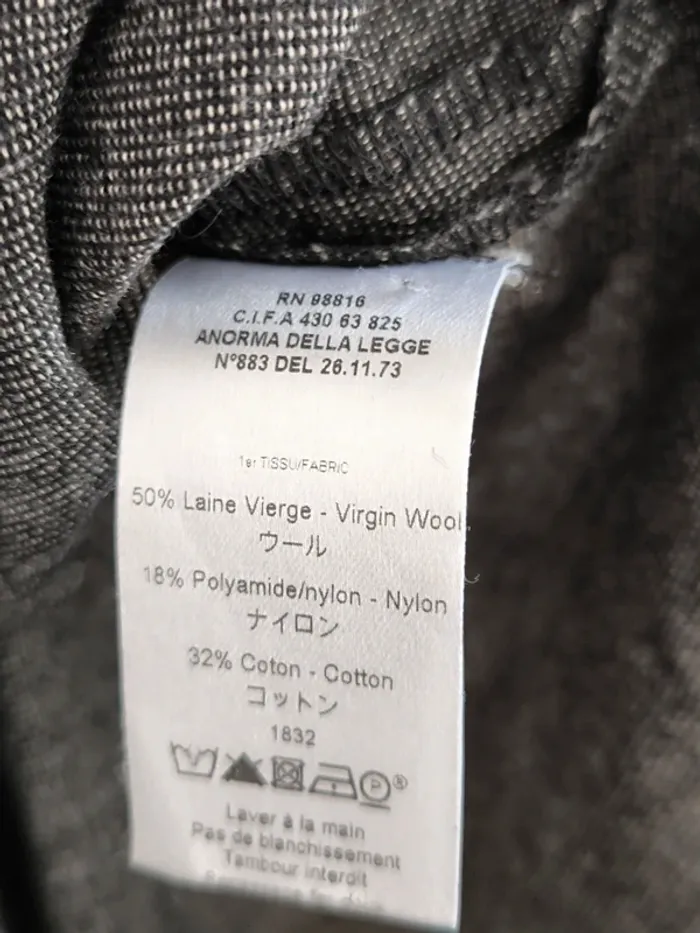 RN 98816
C.I.F.A 430 63 825
ANORMA DELLA LEGGE
N°883 DEL 26.11.73
1er TISSU/FABRIC
50% Laine Vierge - Virgin Wool
ウール
18% Polyamide/nylon - Nylon
ナイロン
32% Coton - Cotton
コットン
1832
P ®
Laver à la main
Pas de blanchissement
Tambour interdit